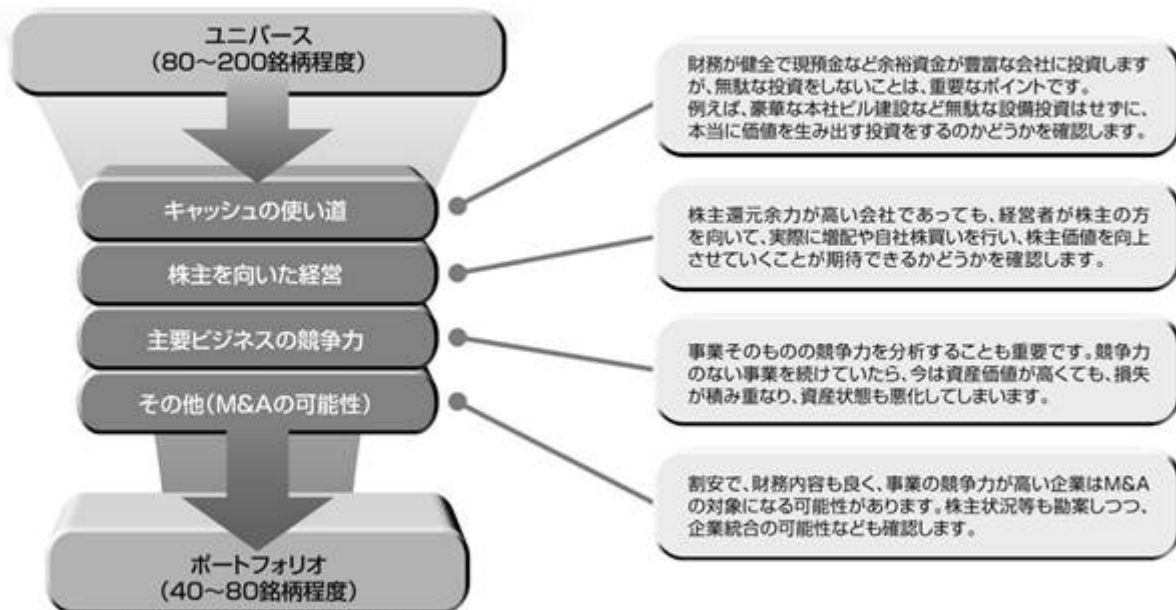 ユニバース
(80〜200銘柄程度)
財務が健全で現預金など余裕資金が豊富な会社に投資します
が、無駄な投資をしないことは、重要なポイントです。
例えば、豪華な本社ビル建設など無駄な設備投資はせずに、
本当に価値を生み出す投資をするのかどうかを確認します。
キャッシュの使い道
株主還元余力が高い会社であっても、経営者が株主の方
を向いて、実際に増配や自社株買いを行い、株主価値を向上
させていくことが期待できるかどうかを確認します。
株主を向いた経営
主要ビジネスの競争力
事業そのものの競争力を分析することも重要です。競争力
のない事業を続けていたら、今は資産価値が高くても、損失
が積み重なり、資産状態も悪化してしまいます。
その他(M&Aの可能性)
割安で、財務内容も良く、事業の競争力が高い企業はM&A
の対象になる可能性があります。株主状況等も勘案しつつ、
企業統合の可能性なども確認します。
ポートフォリオ
(40〜80銘柄程度)